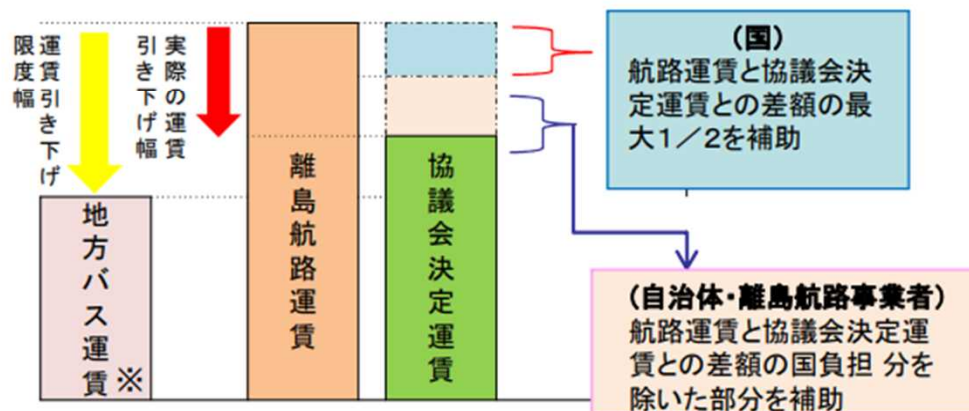 運賃引き下げ
限度幅
実際の運賃
引き下げ幅
地方バス運賃※
離島航路運賃
協議会決定運賃
(国)
航路運賃と協議会決
定運賃との差額の最
大1/2を補助
(自治体・離島航路事業者)
航路運賃と協議会決定運
賃との差額の国負担 分を
除いた部分を補助